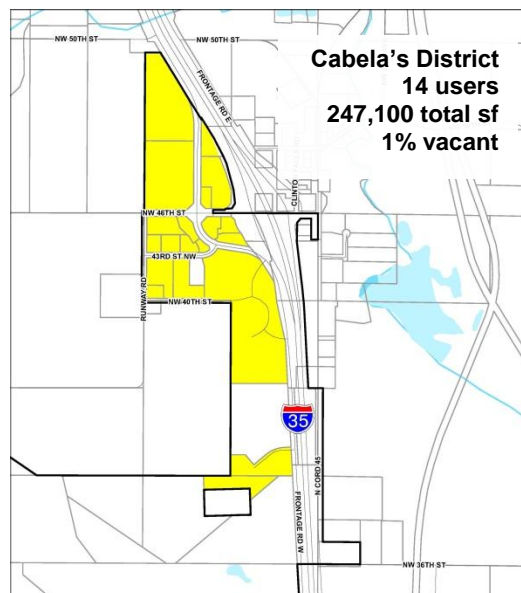 NW 50TH ST
NW 50TH ST
Cabela's District
14 users
247,100 total sf
1% vacant
FRONTAGE RD E
CLINTO
NW 46TH ST
43RD ST NW
RUNWAY RD
NW 40TH ST
35
N CORD 45
FRONTAGE RD W
NW 36TH ST